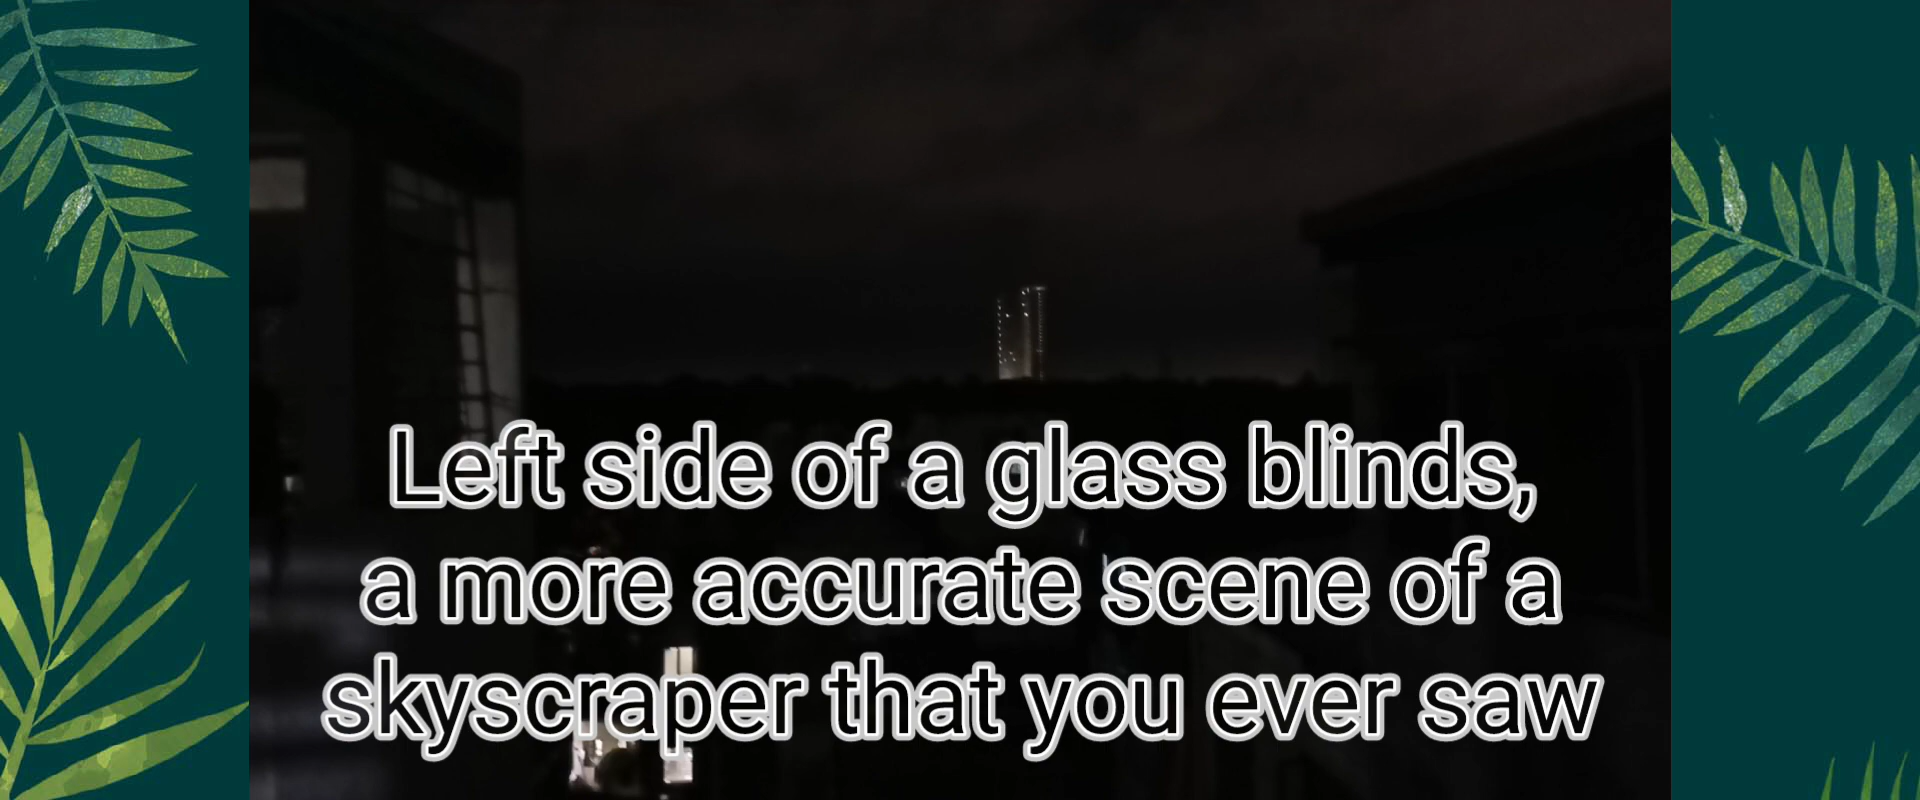 Left side of a glass blinds,
a more accurate scene of a
skyscraper that you ever saw